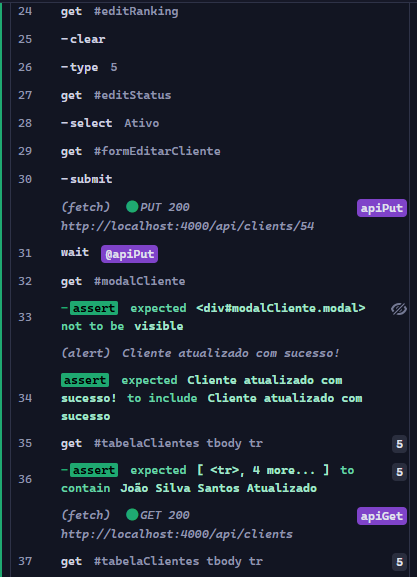 24 get #editRanking
25 -clear
26 -type 5
27 get #editStatus
28 -select Ativo
29 get #formEditarCliente
30 -submit
(fetch) PUT 200 apiPut
http://localhost:4000/api/clients/54
31 wait @apiPut
32 get #modalCliente
-assert expected <div#modalCliente.modal>
33 not to be visible
(alert) Cliente atualizado com sucesso!
assert expected Cliente atualizado com
34 sucesso! to include Cliente atualizado com
sucesso
35 get #tabelaClientes tbody tr 5
-assert expected [ <tr>, 4 more... ] to 5
36 contain João Silva Santos Atualizado
(fetch) GET 200 apiGet
http://localhost:4000/api/clients
37 get #tabelaClientes tbody tr 5